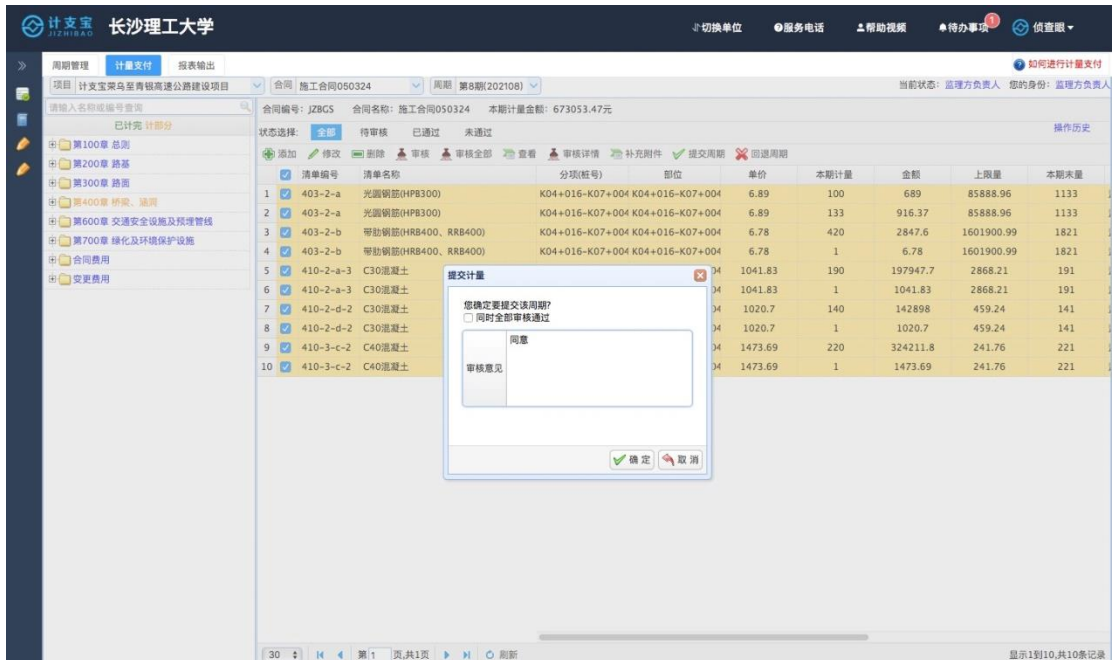 计支宝 JIZHIBAO 长沙理工大学 切换单位 服务电话 帮助视频 待办事项 1 侦查眼
周期管理 计量支付 报表输出 如何进行计量支付
项目 计支宝荣乌至青银高速公路建设项目 合同 施工合同050324 周期 第8期(202108) 当前状态: 监理方负责人 您的身份: 监理方负责人
请输入名称或编号查询
已计完 计部分
第100章 总则
第200章 路基
第300章 路面
第400章 桥梁、涵洞
第600章 交通安全设施及预埋管线
第700章 绿化及环境保护设施
合同费用
变更费用
合同编号: JZBGS 合同名称: 施工合同050324 本期计量金额: 673053.47元
状态选择: 全部 待审核 已通过 未通过 操作历史
添加 修改 删除 审核 审核全部 查看 审核详情 补充附件 提交周期 回退周期
清单编号 清单名称 分项(桩号) 部位 单价 本期计量 金额 上限量 本期末量
1 403-2-a 光圆钢筋(HPB300) K04+016-K07+004 K04+016-K07+004 6.89 100 689 85888.96 1133
2 403-2-a 光圆钢筋(HPB300) K04+016-K07+004 K04+016-K07+004 6.89 133 916.37 85888.96 1133
3 403-2-b 带肋钢筋(HRB400、RRB400) K04+016-K07+004 K04+016-K07+004 6.78 420 2847.6 1601900.99 1821
4 403-2-b 带肋钢筋(HRB400、RRB400) K04+016-K07+004 K04+016-K07+004 6.78 1 6.78 1601900.99 1821
5 410-2-a-3 C30混凝土 04 1041.83 190 197947.7 2868.21 191
6 410-2-a-3 C30混凝土 04 1041.83 1 1041.83 2868.21 191
7 410-2-d-2 C30混凝土 04 1020.7 140 142898 459.24 141
8 410-2-d-2 C30混凝土 04 1020.7 1 1020.7 459.24 141
9 410-3-c-2 C40混凝土 04 1473.69 220 324211.8 241.76 221
10 410-3-c-2 C40混凝土 04 1473.69 1 1473.69 241.76 221
提交计量
您确定要提交该周期?
同时全部审核通过
审核意见 同意
确定 取消
30 第 1 页,共1页 刷新 显示1到10,共10条记录